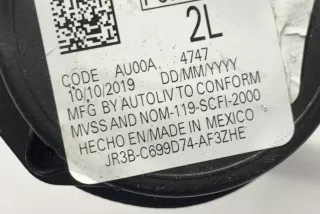 2L
CODE AU00A 4747
10/10/2019 DD/MM/YYYY
MFG BY AUTOLIV TO CONFORM
MVSS AND NOM-119-SCFI-2000
HECHO EN/MADE IN MEXICO
JR3B-C699D74-AF3ZHE